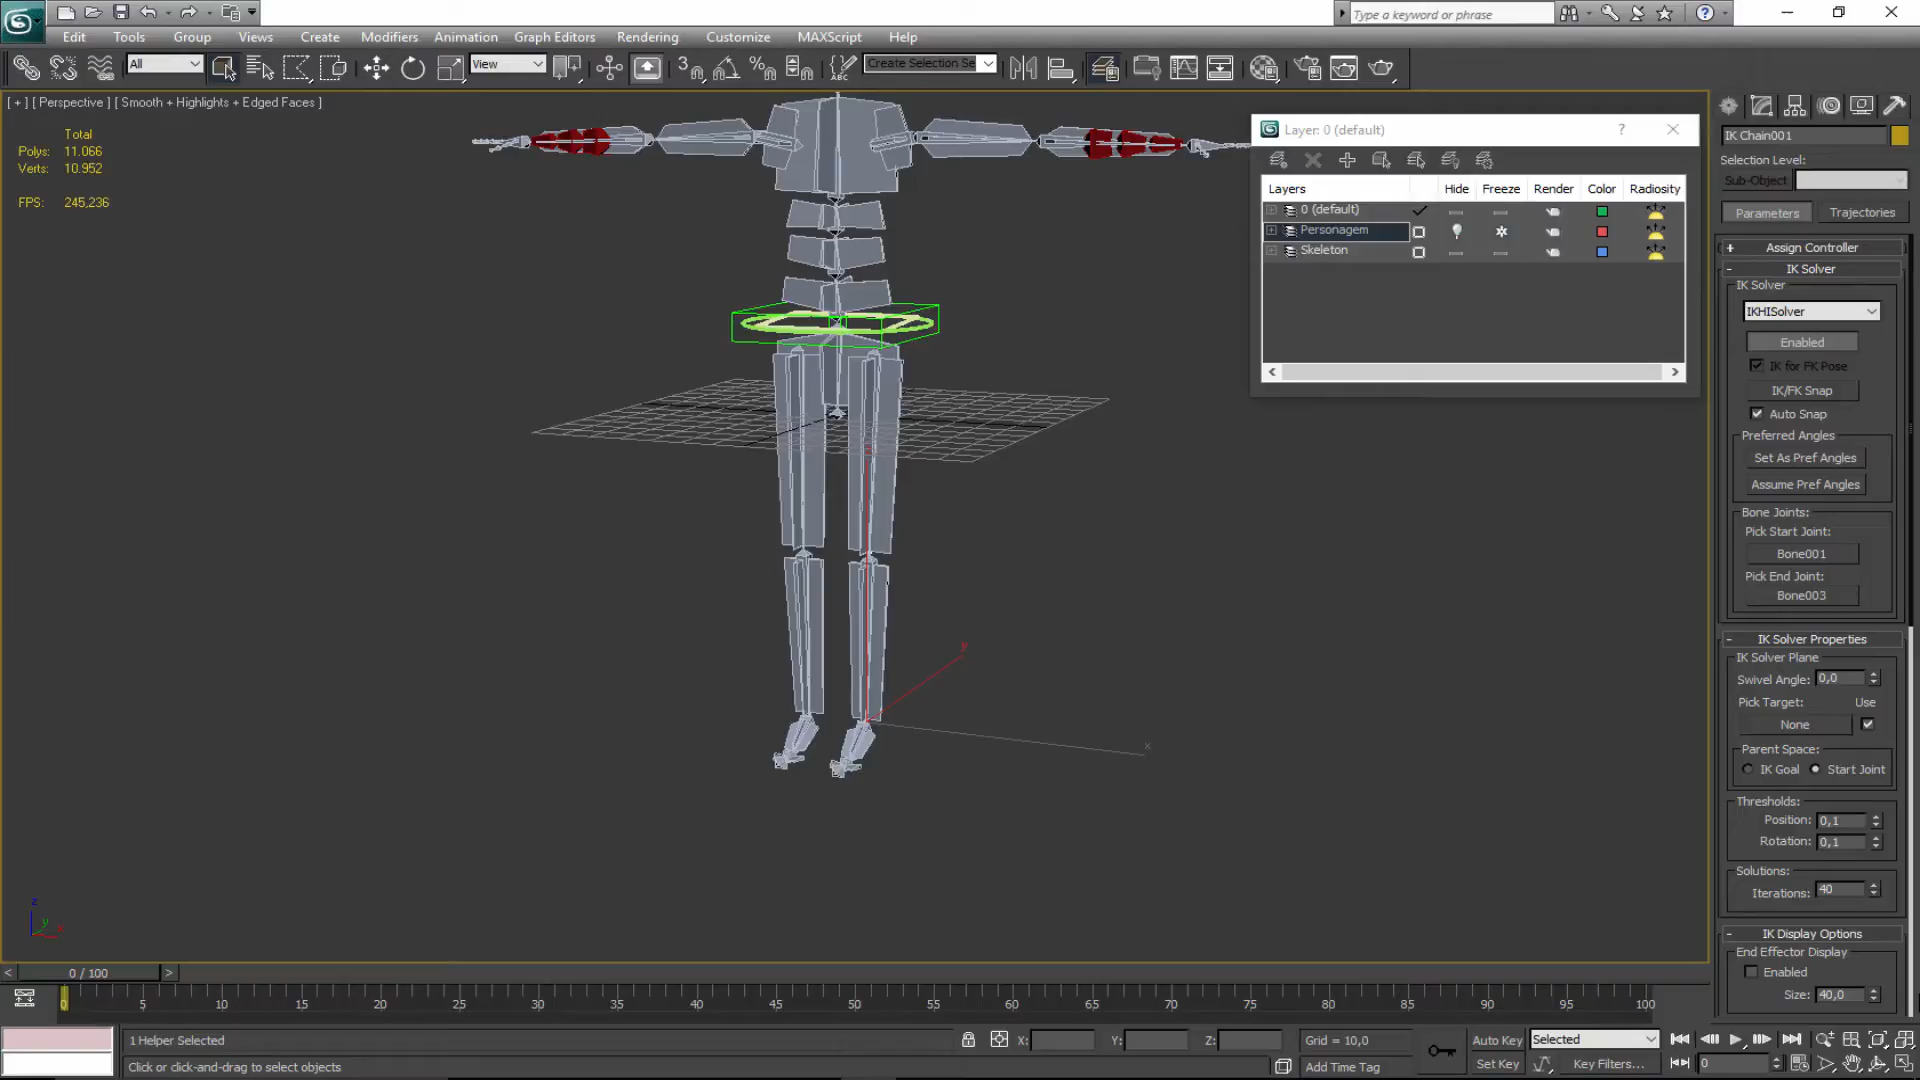 Type a keyword or phrase
Edit Tools Group Views Create Modifiers Animation Graph Editors Rendering Customize MAXScript Help
All View 3 Create Selection Se
[ + ] [ Perspective ] [ Smooth + Highlights + Edged Faces ]
Total
Polys: 11.066
Verts: 10.952
FPS: 245,236
Layer: 0 (default) ?
Layers Hide Freeze Render Color Radiosity
0 (default)
Personagem
Skeleton
y
x
z
y
x
IK Chain001
Selection Level:
Sub-Object
Parameters Trajectories
+ Assign Controller
- IK Solver
IK Solver
IKHISolver
Enabled
IK for FK Pose
IK/FK Snap
Auto Snap
Preferred Angles
Set As Pref Angles
Assume Pref Angles
Bone Joints:
Pick Start Joint:
Bone001
Pick End Joint:
Bone003
- IK Solver Properties
IK Solver Plane
Swivel Angle: 0,0
Pick Target: Use
None
Parent Space:
IK Goal Start Joint
Thresholds:
Position: 0,1
Rotation: 0,1
Solutions:
Iterations: 40
- IK Display Options
End Effector Display
Enabled
Size: 40,0
< 0 / 100 >
0 5 10 15 20 25 30 35 40 45 50 55 60 65 70 75 80 85 90 95 100
1 Helper Selected X: Y: Z: Grid = 10,0 Auto Key Selected
Click or click-and-drag to select objects Add Time Tag Set Key Key Filters... 0